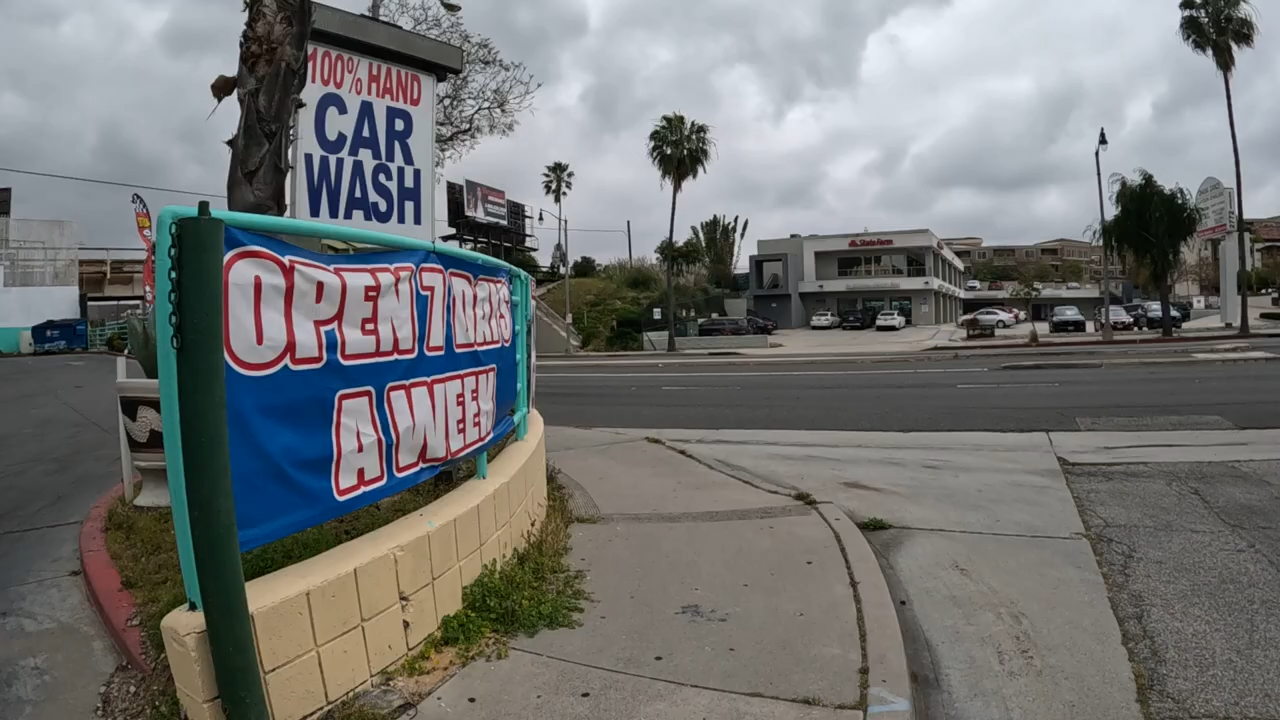 100% HAND
CAR
WASH
OPEN 7 DAYS
A WEEK
State Farm